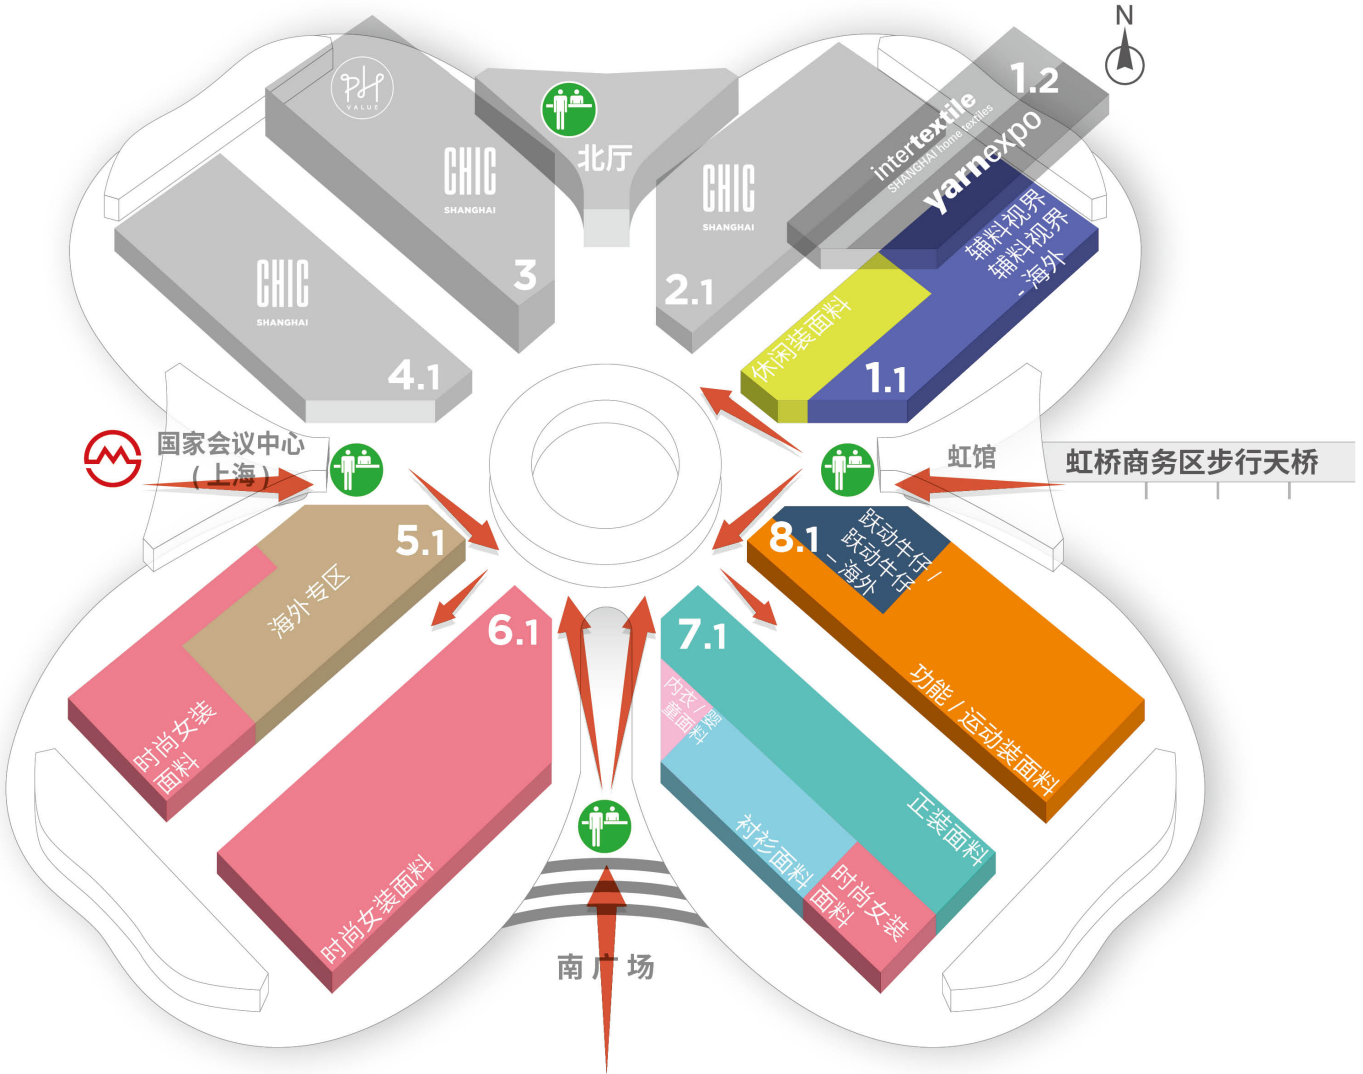 N
PH
VALUE
北厅
1.2
intertextile
SHANGHAI home textiles
yarnexpo
CHIC
SHANGHAI
3
CHIC
SHANGHAI
2.1
CHIC
SHANGHAI
4.1
辅料视界
辅料视界
- 海外
休闲装面料
1.1
国家会议中心
( 上海 )
虹馆
虹桥商务区步行天桥
5.1
海外专区
时尚女装
面料
6.1
时尚女装面料
7.1
内衣 / 婴
童面料
衬衫面料
时尚女装
面料
正装面料
8.1
跃动牛仔 /
跃动牛仔
- 海外
功能 / 运动装面料
南广场